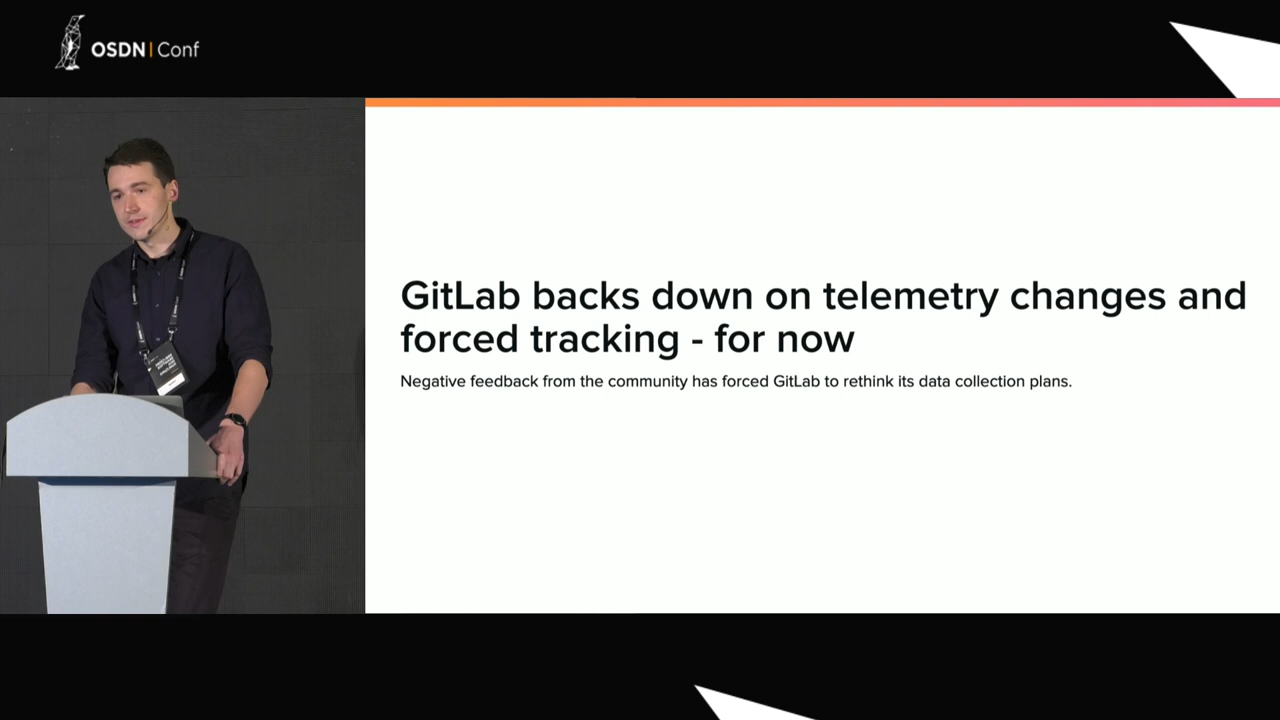 OSDN | Conf
GitLab backs down on telemetry changes and
forced tracking - for now
Negative feedback from the community has forced GitLab to rethink its data collection plans.